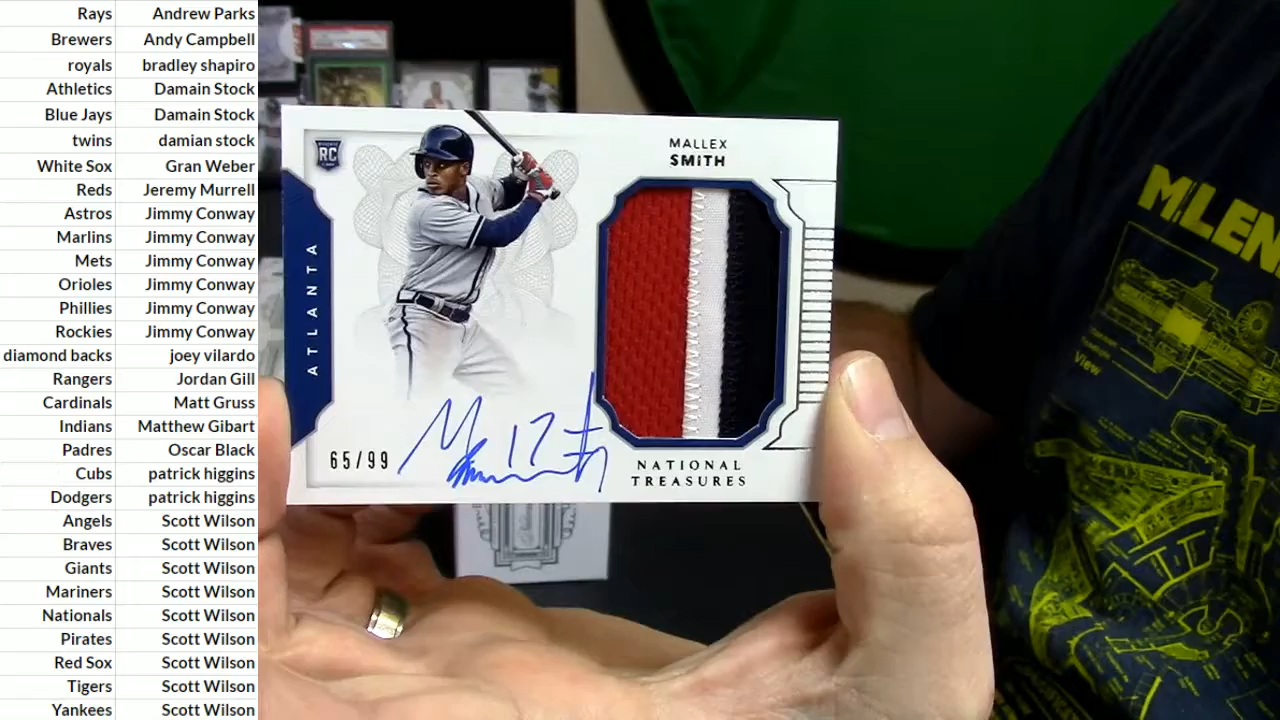 Rays Andrew Parks
Brewers Andy Campbell
royals bradley shapiro
Athletics Damain Stock
Blue Jays Damain Stock
twins damian stock
White Sox Gran Weber
Reds Jeremy Murrell
Astros Jimmy Conway
Marlins Jimmy Conway
Mets Jimmy Conway
Orioles Jimmy Conway
Phillies Jimmy Conway
Rockies Jimmy Conway
diamond backs joey vilardo
Rangers Jordan Gill
Cardinals Matt Gruss
Indians Matthew Gibart
Padres Oscar Black
Cubs patrick higgins
Dodgers patrick higgins
Angels Scott Wilson
Braves Scott Wilson
Giants Scott Wilson
Mariners Scott Wilson
Nationals Scott Wilson
Pirates Scott Wilson
Red Sox Scott Wilson
Tigers Scott Wilson
Yankees Scott Wilson
RC
MALLEX
SMITH
ATLANTA
65/99
NATIONAL
TREASURES
View